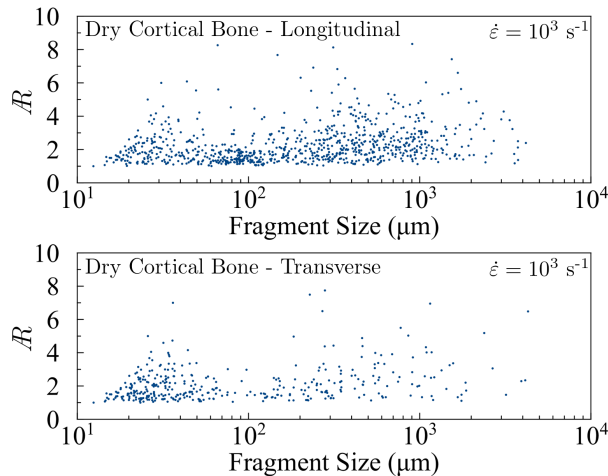 Dry Cortical Bone - Longitudinal ε̇ = 10³ s⁻¹
10
8
6
4
2
0
Æ
10¹ 10² 10³ 10⁴
Fragment Size (μm)
Dry Cortical Bone - Transverse ε̇ = 10³ s⁻¹
10
8
6
4
2
0
Æ
10¹ 10² 10³ 10⁴
Fragment Size (μm)